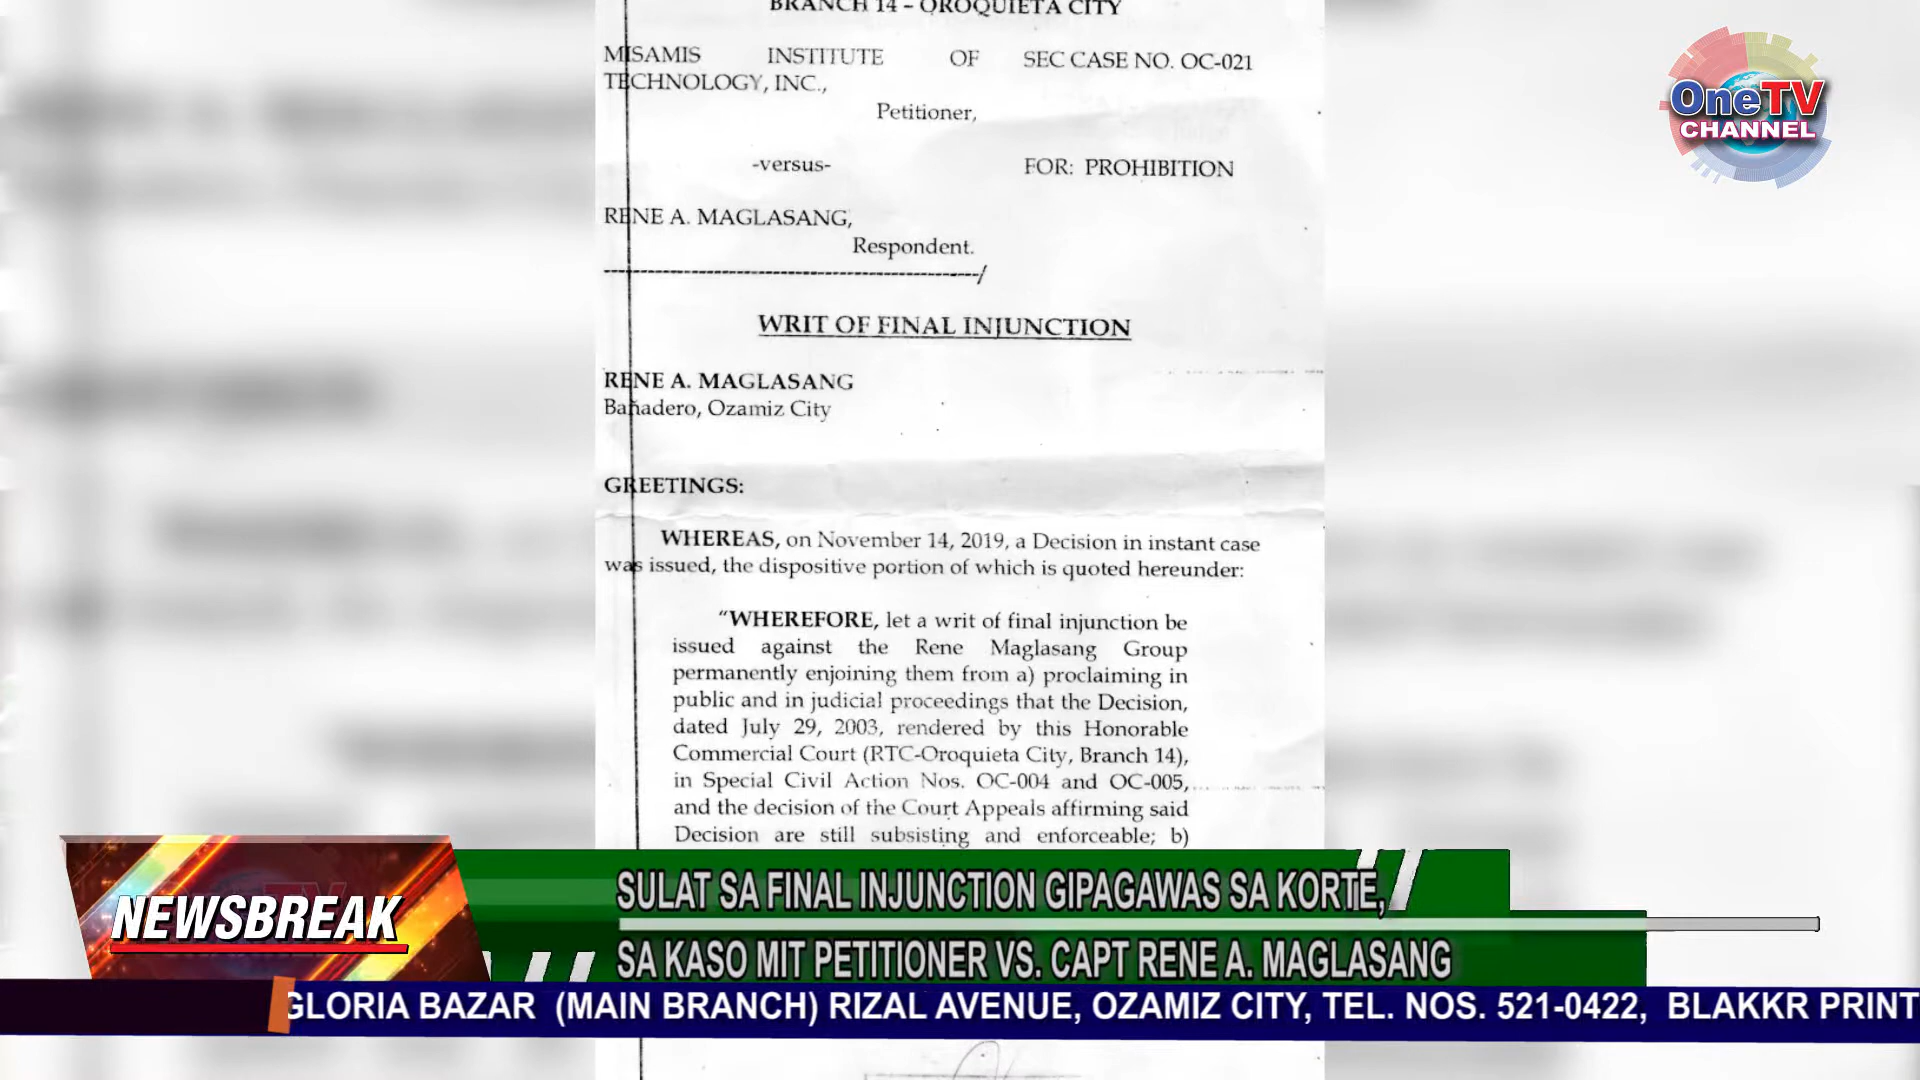 BRANCH 14 – OROQUIETA CITY
MISAMIS INSTITUTE OF SEC CASE NO. OC-021
TECHNOLOGY, INC.,
Petitioner,
-versus- FOR: PROHIBITION
RENE A. MAGLASANG,
Respondent.
------------------------------------------------/
WRIT OF FINAL INJUNCTION
RENE A. MAGLASANG
Bañadero, Ozamiz City
GREETINGS:
WHEREAS, on November 14, 2019, a Decision in instant case
was issued, the dispositive portion of which is quoted hereunder:
“WHEREFORE, let a writ of final injunction be
issued against the Rene Maglasang Group
permanently enjoining them from a) proclaiming in
public and in judicial proceedings that the Decision,
dated July 29, 2003, rendered by this Honorable
Commercial Court (RTC-Oroquieta City, Branch 14),
in Special Civil Action Nos. OC-004 and OC-005,
and the decision of the Court Appeals affirming said
Decision are still subsisting and enforceable; b)
OneTV
CHANNEL
NEWSBREAK
SULAT SA FINAL INJUNCTION GIPAGAWAS SA KORTE,
SA KASO MIT PETITIONER VS. CAPT RENE A. MAGLASANG
GLORIA BAZAR (MAIN BRANCH) RIZAL AVENUE, OZAMIZ CITY, TEL. NOS. 521-0422, BLAKKR PRINT